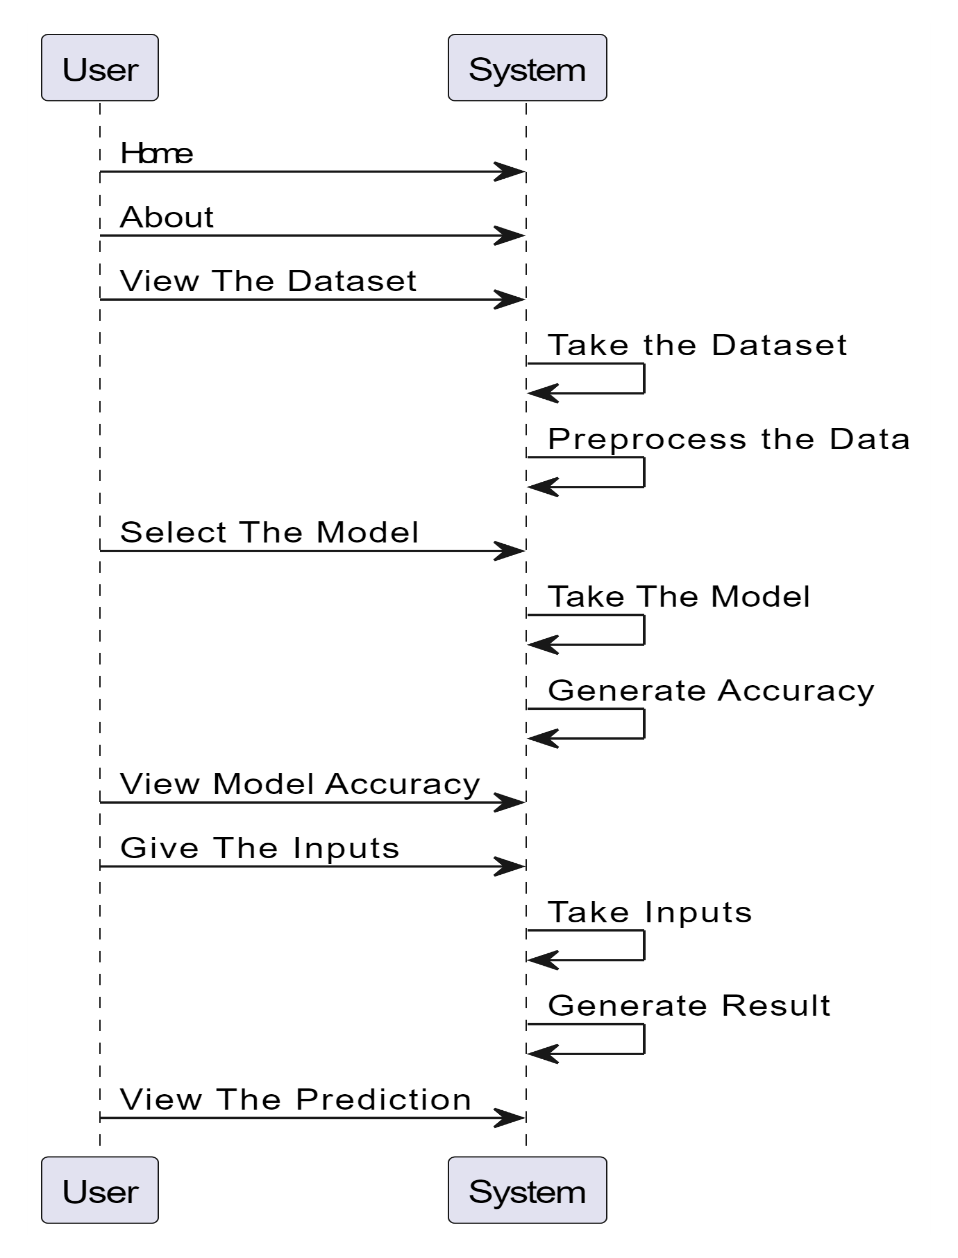 User
System
Home
About
View The Dataset
Take the Dataset
Preprocess the Data
Select The Model
Take The Model
Generate Accuracy
View Model Accuracy
Give The Inputs
Take Inputs
Generate Result
View The Prediction
User
System